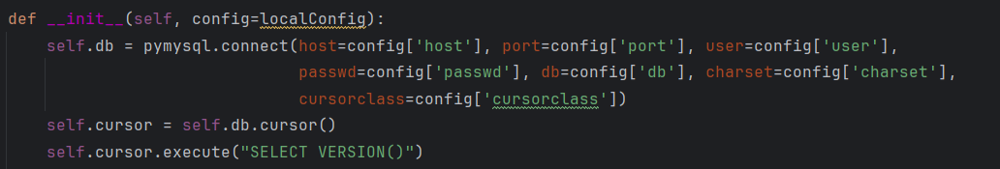 def __init__(self, config=localConfig):
    self.db = pymysql.connect(host=config['host'], port=config['port'], user=config['user'],
                              passwd=config['passwd'], db=config['db'], charset=config['charset'],
                              cursorclass=config['cursorclass'])
    self.cursor = self.db.cursor()
    self.cursor.execute("SELECT VERSION()")